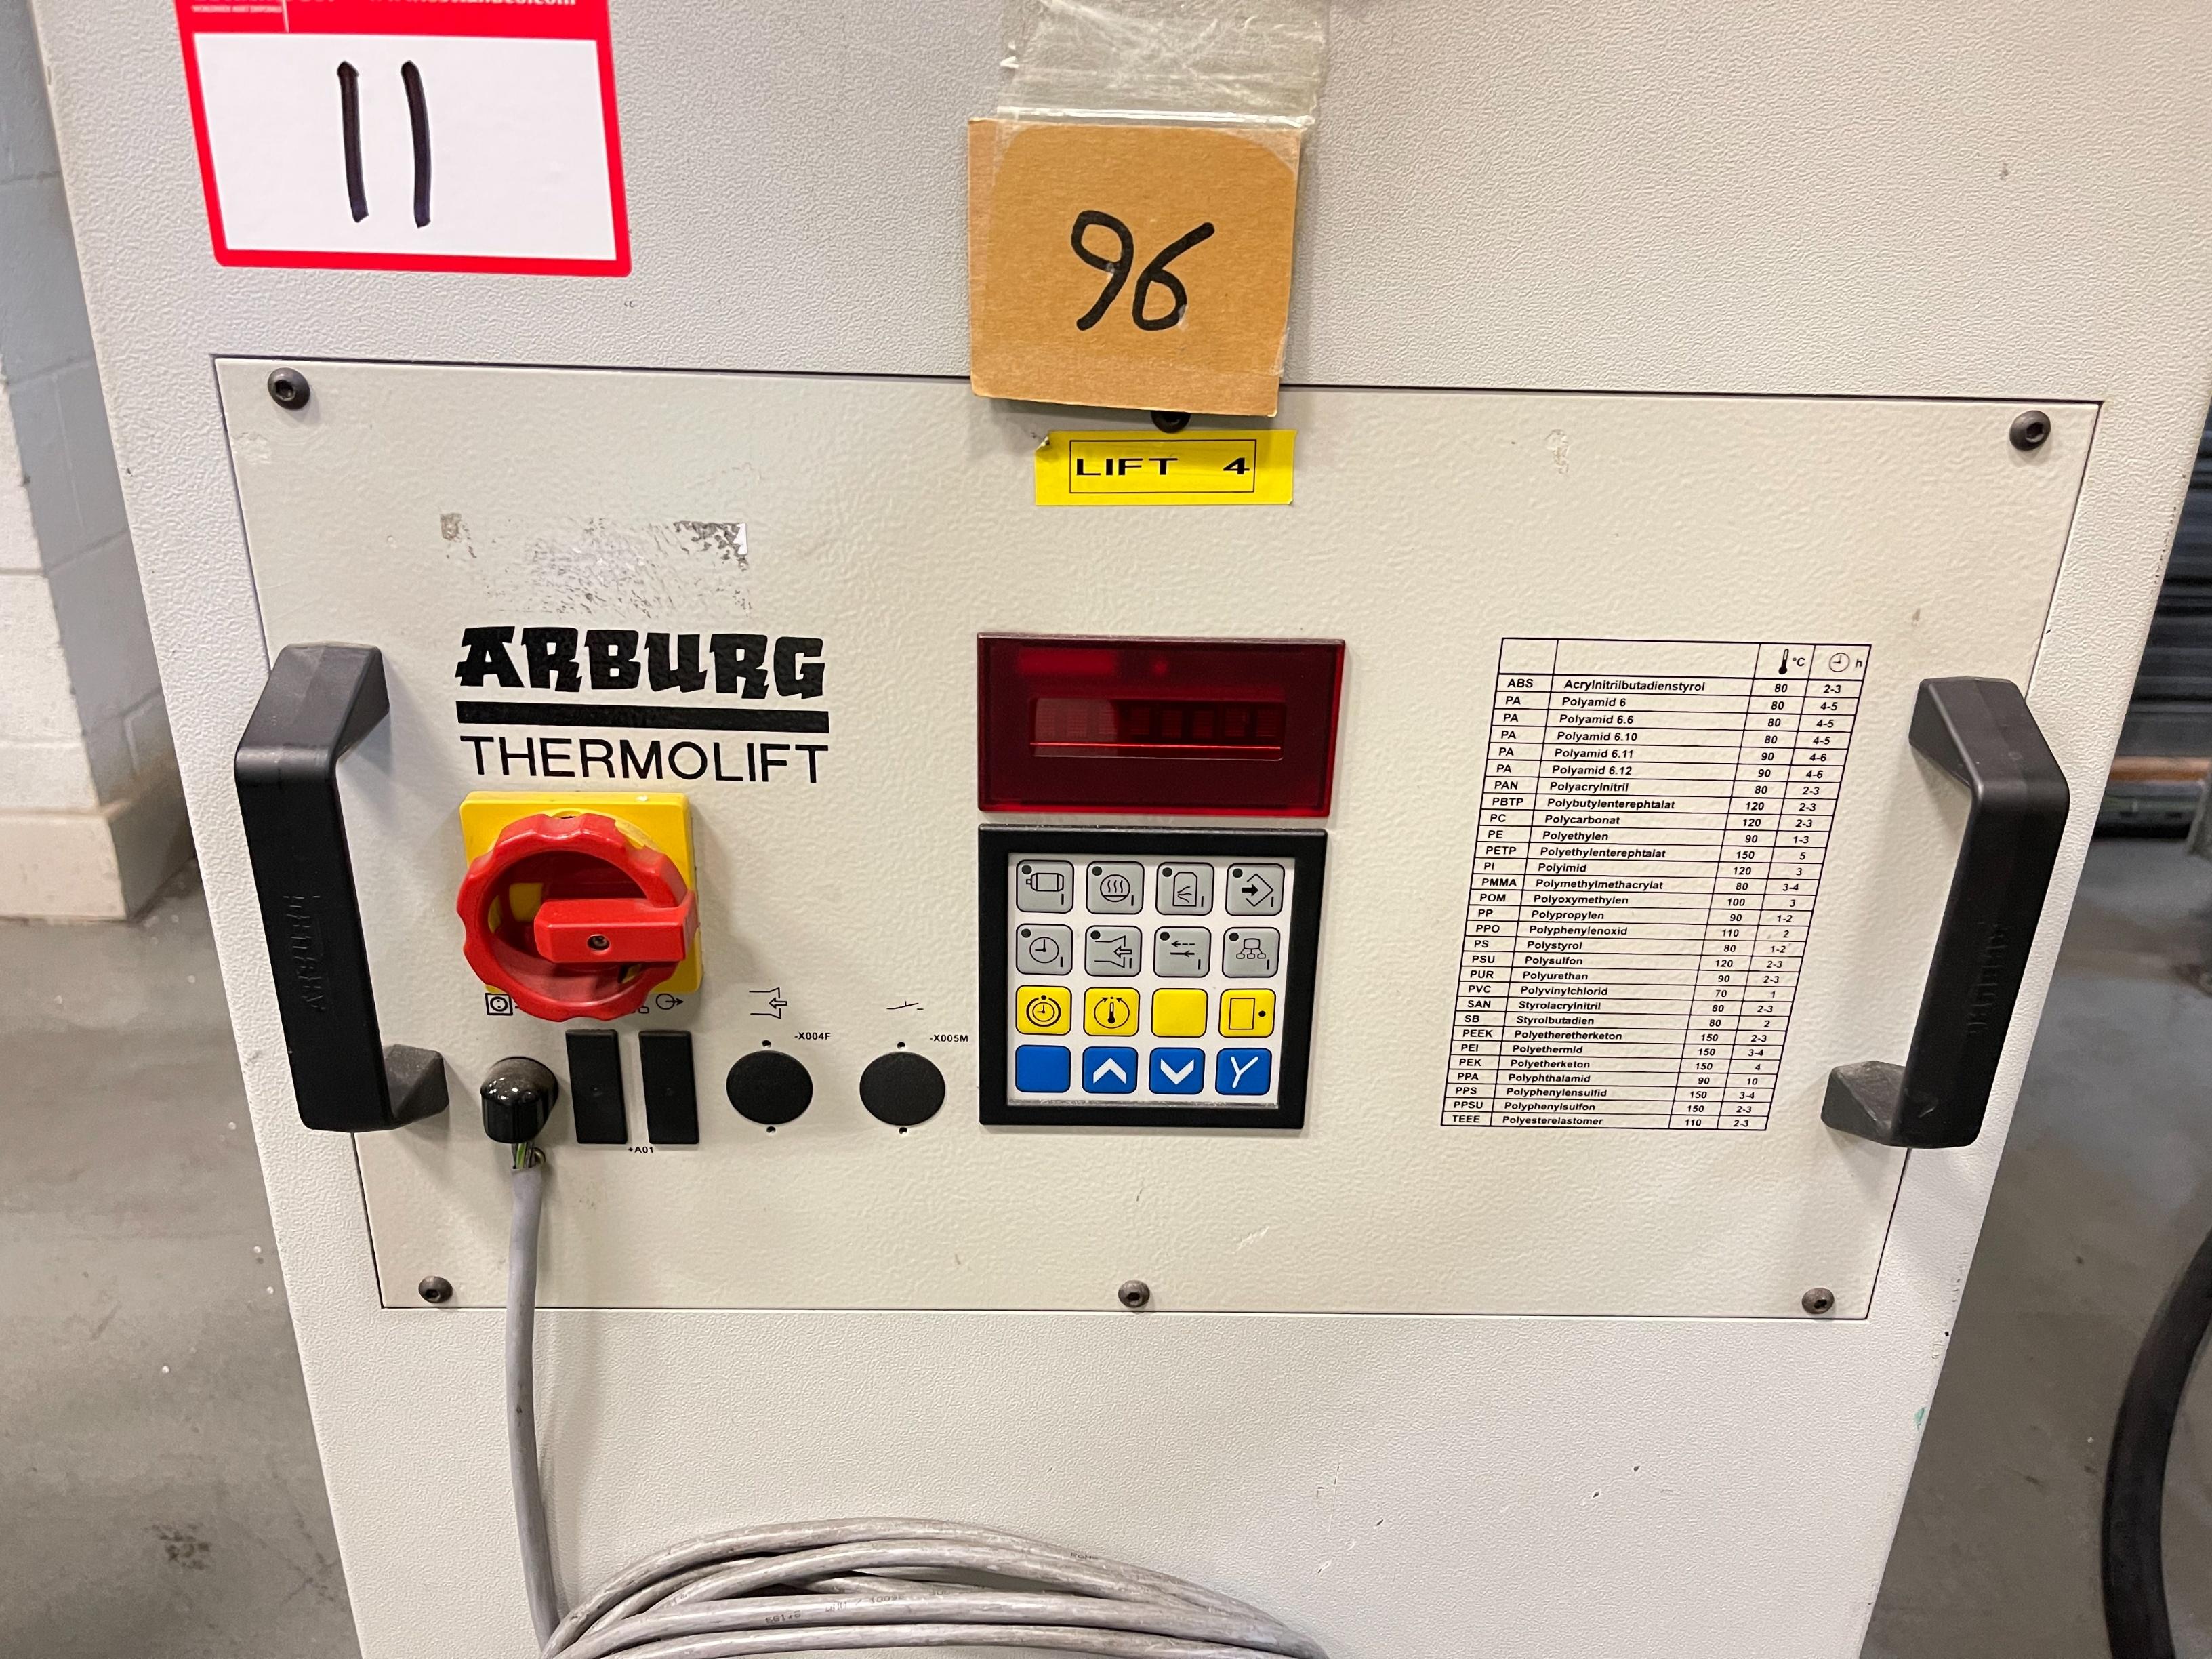 11
96
LIFT 4
ARBURG
THERMOLIFT
°C h
ABS Acrylnitrilbutadienstyrol 80 2-3
PA Polyamid 6 80 4-5
PA Polyamid 6.6 80 4-5
PA Polyamid 6.10 80 4-5
PA Polyamid 6.11 90 4-6
PA Polyamid 6.12 90 4-6
PAN Polyacrylnitril 80 2-3
PBTP Polybutylenterephtalat 120 2-3
PC Polycarbonat 120 2-3
PE Polyethylen 90 1-3
PETP Polyethylenterephtalat 150 5
PI Polyimid 120 3
PMMA Polymethylmethacrylat 80 3-4
POM Polyoxymethylen 100 3
PP Polypropylen 90 1-2
PPO Polyphenylenoxid 110 2
PS Polystyrol 80 1-2
PSU Polysulfon 120 2-3
PUR Polyurethan 90 2-3
PVC Polyvinylchlorid 70 1
SAN Styrolacrylnitril 80 2-3
SB Styrolbutadien 80 2
PEEK Polyetheretherketon 150 2-3
PEI Polyethermid 150 3-4
PEK Polyetherketon 150 4
PPA Polyphthalamid 90 10
PPS Polyphenylensulfid 150 3-4
PPSU Polyphenylsulfon 150 2-3
TEEE Polyesterelastomer 110 2-3
-X004F
-X005M
+A01
ARBURG
ARBURG